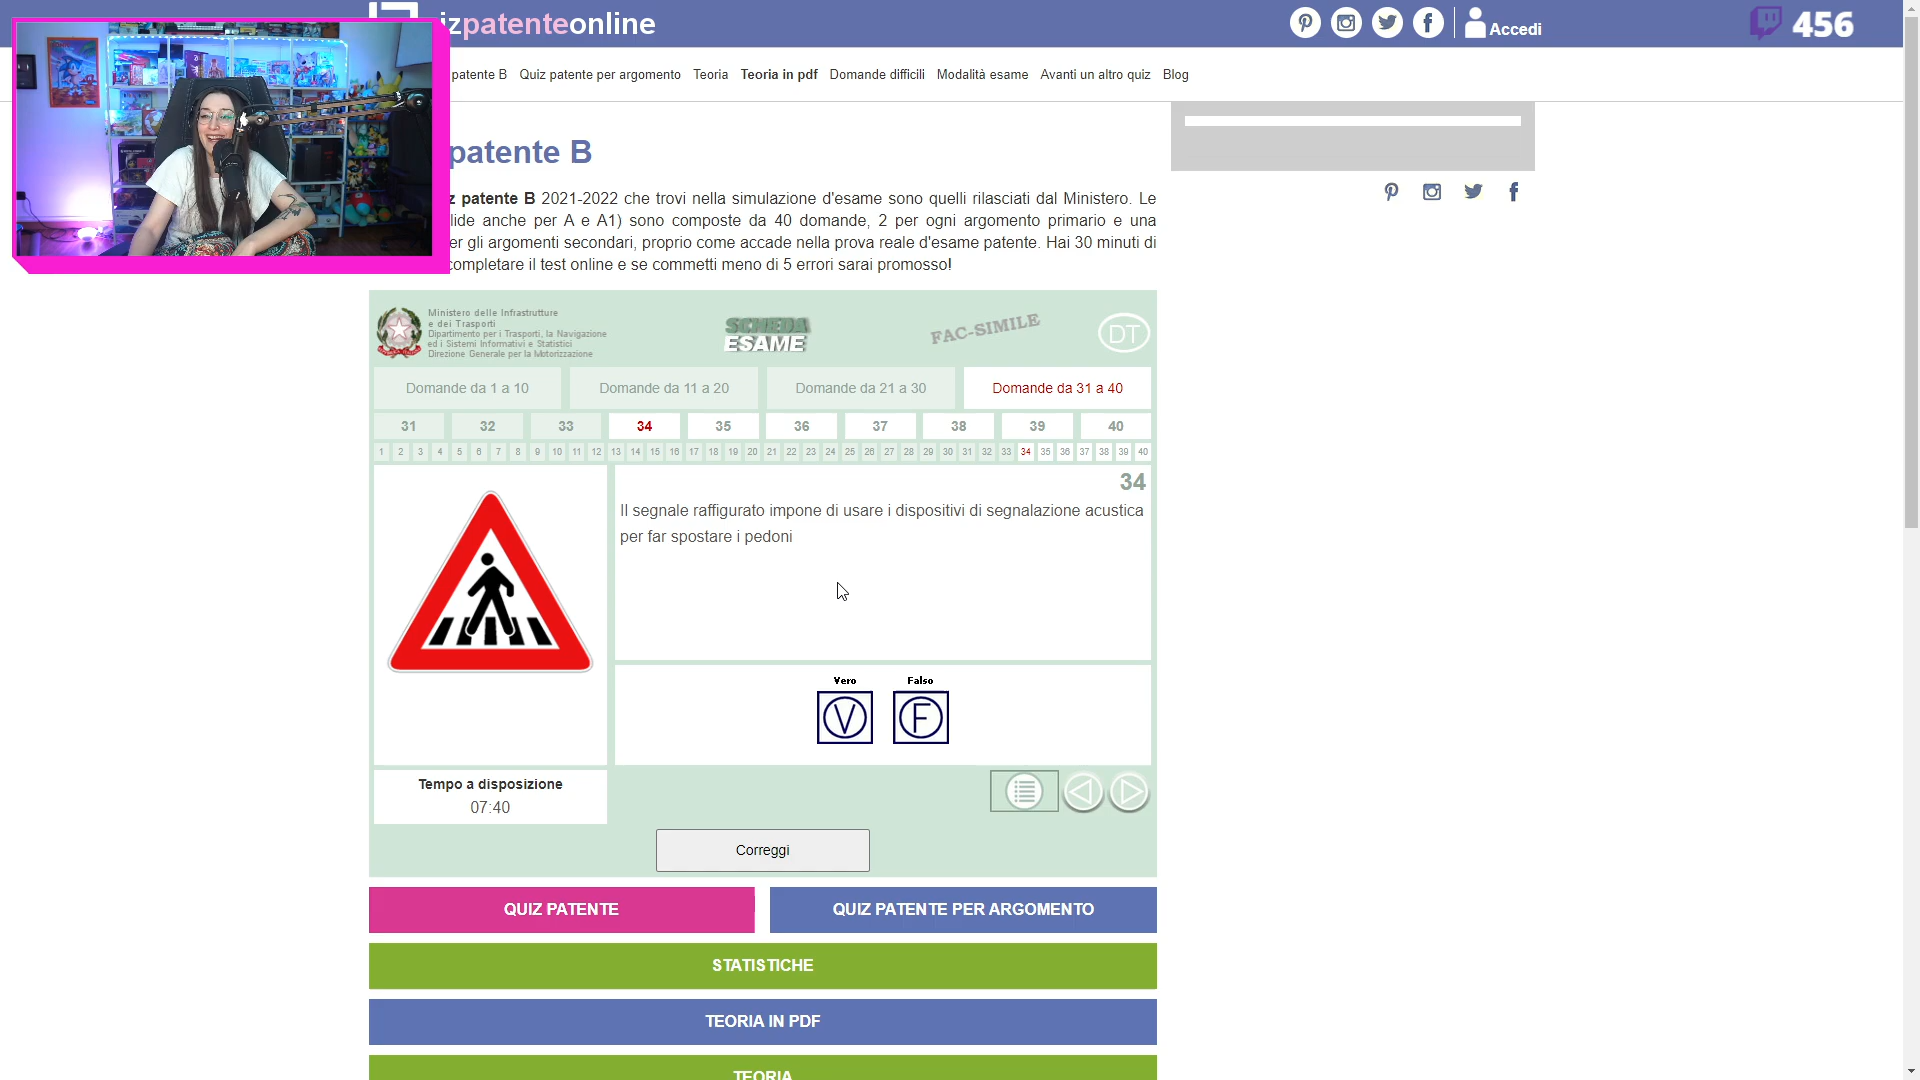 izpatenteonline
Accedi
456
patente B Quiz patente per argomento Teoria Teoria in pdf Domande difficili Modalità esame Avanti un altro quiz Blog
patente B
z patente B 2021-2022 che trovi nella simulazione d'esame sono quelli rilasciati dal Ministero. Le
lide anche per A e A1) sono composte da 40 domande, 2 per ogni argomento primario e una
er gli argomenti secondari, proprio come accade nella prova reale d'esame patente. Hai 30 minuti di
completare il test online e se commetti meno di 5 errori sarai promosso!
Ministero delle Infrastrutture
e dei Trasporti
Dipartimento per i Trasporti, la Navigazione
ed i Sistemi Informativi e Statistici
Direzione Generale per la Motorizzazione
SCHEDA
ESAME
FAC-SIMILE
DT
Domande da 1 a 10 Domande da 11 a 20 Domande da 21 a 30 Domande da 31 a 40
31 32 33 34 35 36 37 38 39 40
1 2 3 4 5 6 7 8 9 10 11 12 13 14 15 16 17 18 19 20 21 22 23 24 25 26 27 28 29 30 31 32 33 34 35 36 37 38 39 40
34
Il segnale raffigurato impone di usare i dispositivi di segnalazione acustica
per far spostare i pedoni
Vero Falso
V F
Tempo a disposizione
07:40
Correggi
QUIZ PATENTE QUIZ PATENTE PER ARGOMENTO
STATISTICHE
TEORIA IN PDF
TEORIA